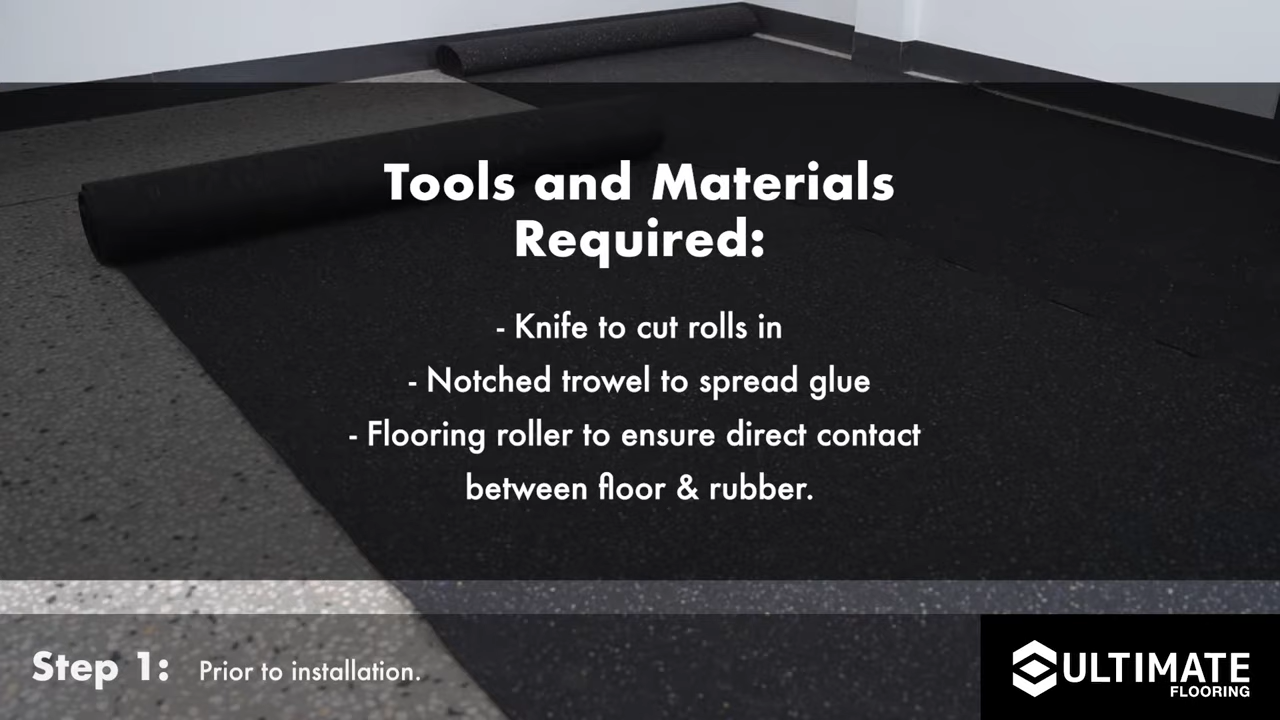 Tools and Materials
Required:
- Knife to cut rolls in
- Notched trowel to spread glue
- Flooring roller to ensure direct contact
between floor & rubber.
Step 1: Prior to installation.
ULTIMATE
FLOORING